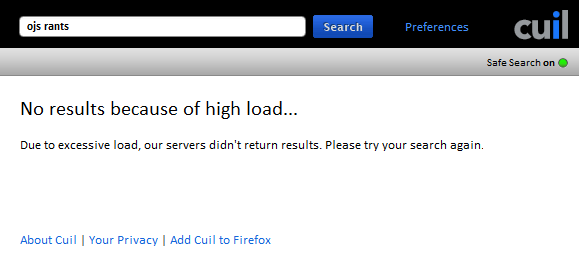 ojs rants Search Preferences cuil
Safe Search on
No results because of high load...
Due to excessive load, our servers didn't return results. Please try your search again.
About Cuil | Your Privacy | Add Cuil to Firefox